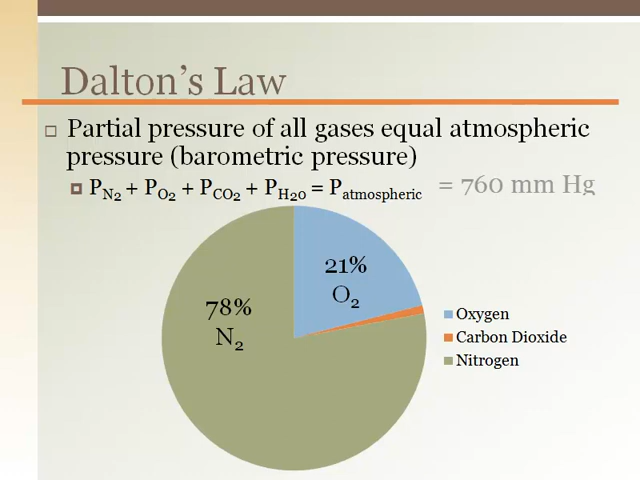 Dalton's Law
Partial pressure of all gases equal atmospheric
pressure (barometric pressure)
P_N2 + P_O2 + P_CO2 + P_H20 = P_atmospheric = 760 mm Hg
21%
O2
78%
N2
Oxygen
Carbon Dioxide
Nitrogen